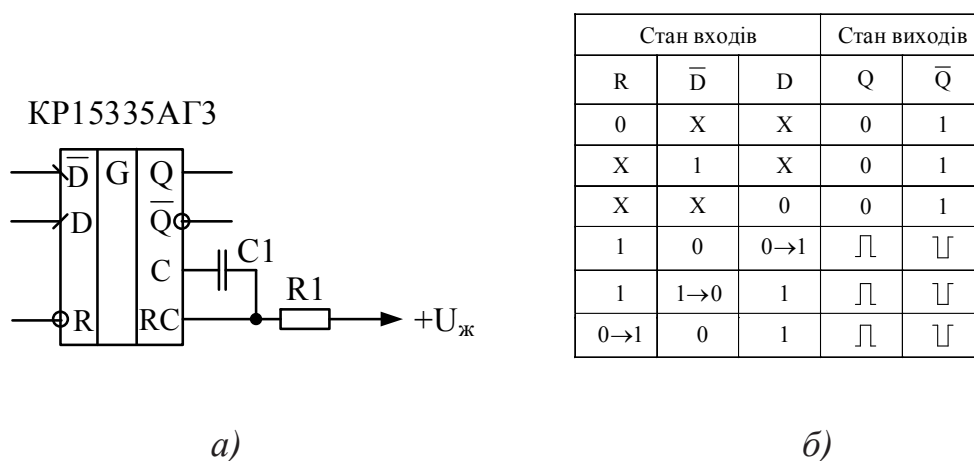 КР15335АГ3
D̅ G Q
D Q̅
C C1
R RC R1 +Uж
а)
Стан входів Стан виходів
R D̅ D Q Q̅
0 X X 0 1
X 1 X 0 1
X X 0 0 1
1 0 0→1
1 1→0 1
0→1 0 1
б)